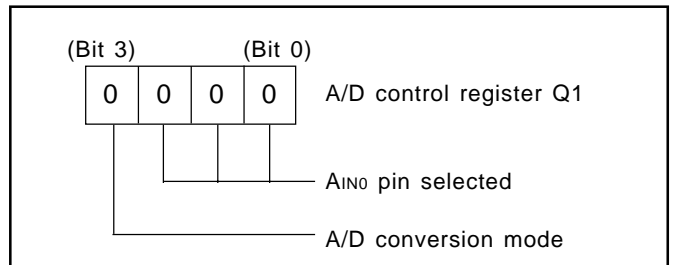 (Bit 3) (Bit 0)
0 0 0 0 A/D control register Q1
AIN0 pin selected
A/D conversion mode